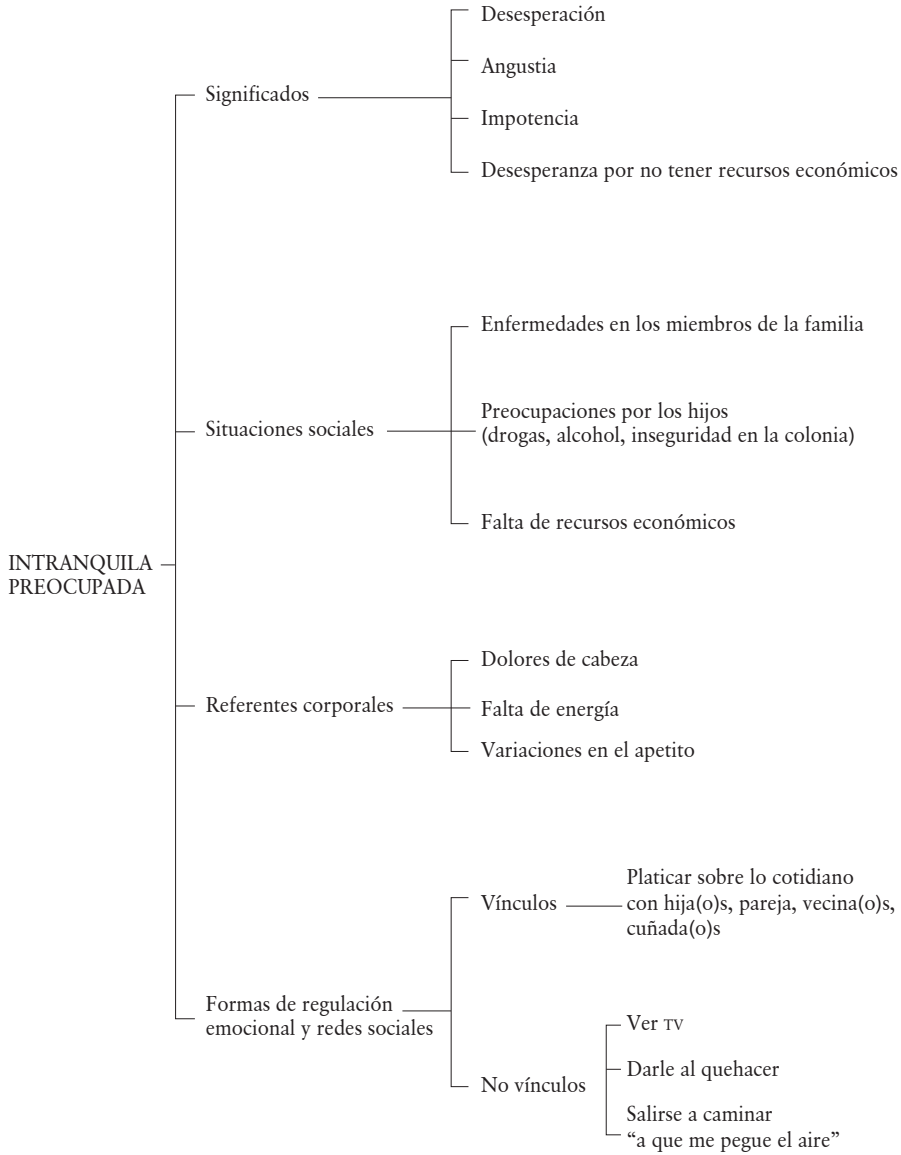 INTRANQUILA
PREOCUPADA
Significados
Desesperación
Angustia
Impotencia
Desesperanza por no tener recursos económicos
Situaciones sociales
Enfermedades en los miembros de la familia
Preocupaciones por los hijos
(drogas, alcohol, inseguridad en la colonia)
Falta de recursos económicos
Referentes corporales
Dolores de cabeza
Falta de energía
Variaciones en el apetito
Formas de regulación
emocional y redes sociales
Vínculos
Platicar sobre lo cotidiano
con hija(o)s, pareja, vecina(o)s,
cuñada(o)s
No vínculos
Ver TV
Darle al quehacer
Salirse a caminar
“a que me pegue el aire”